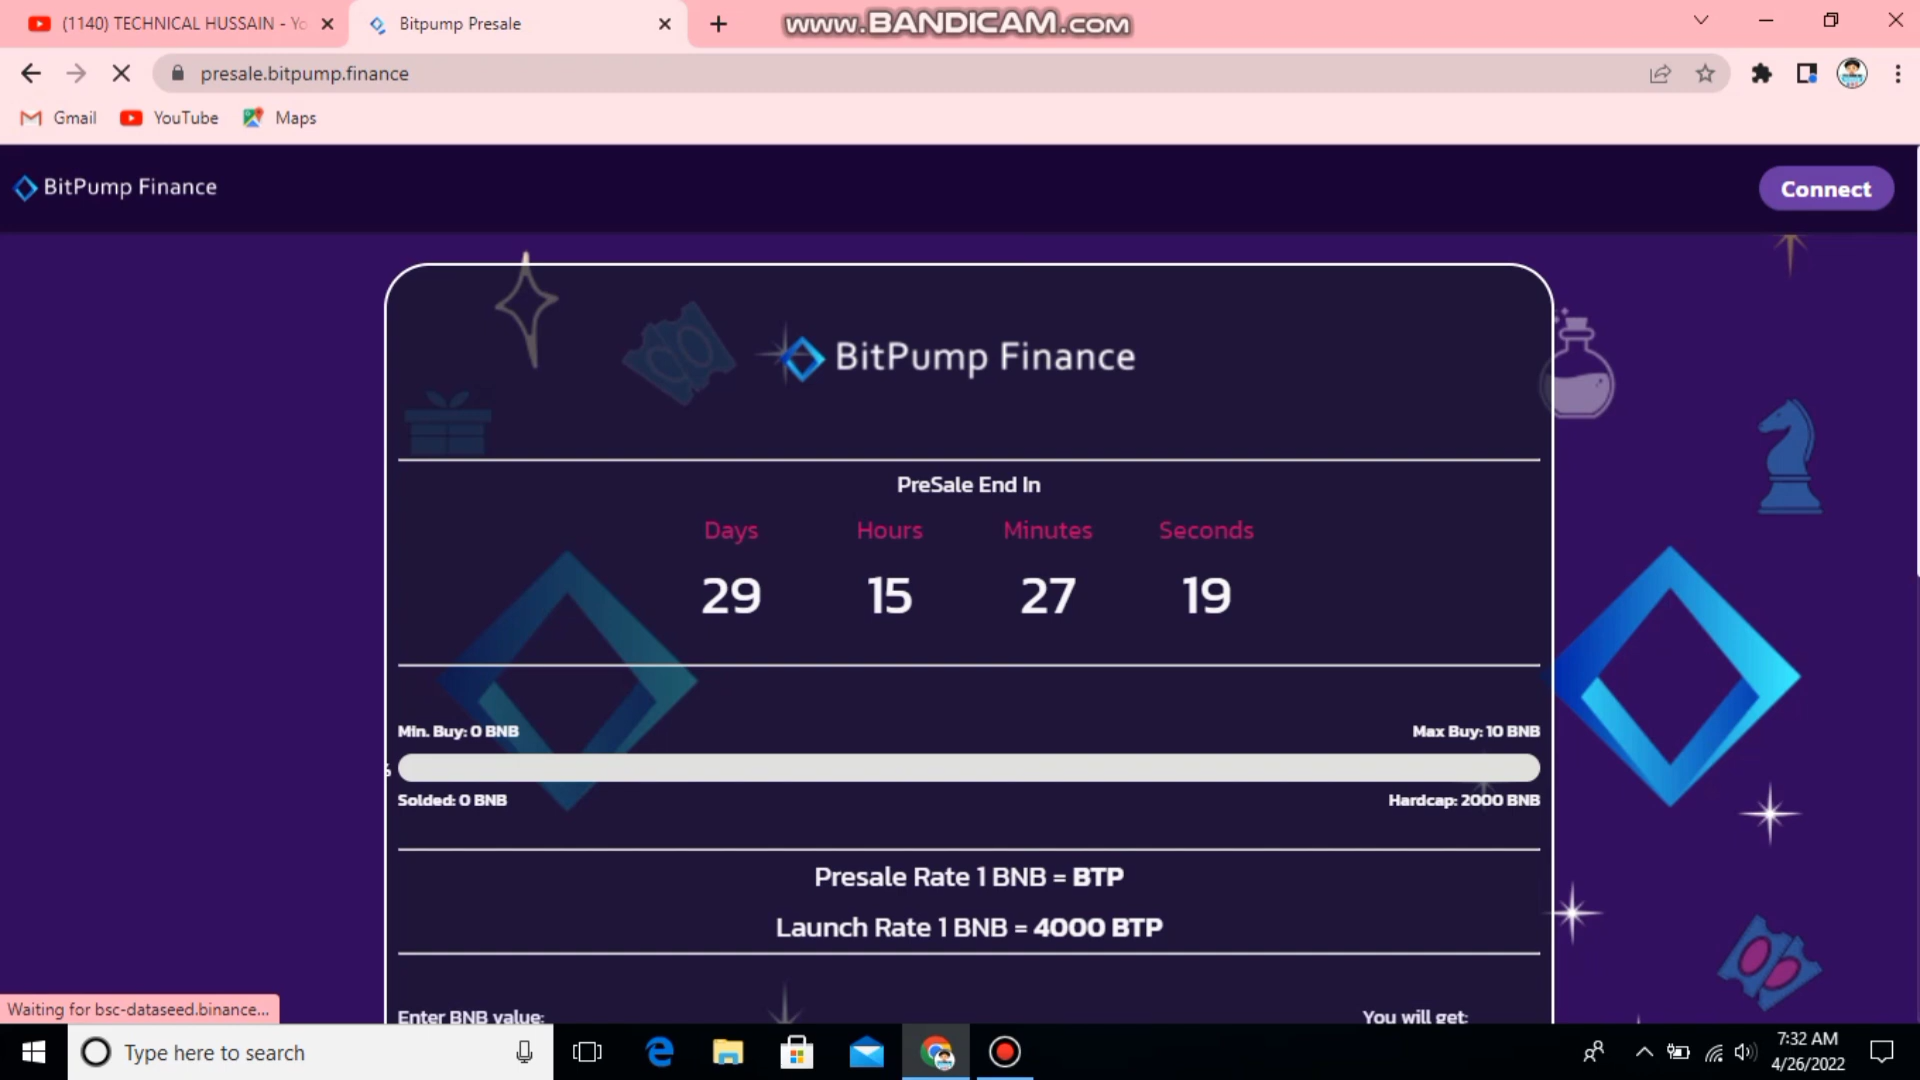 (1140) TECHNICAL HUSSAIN - Yo
Bitpump Presale
www.BANDICAM.com
presale.bitpump.finance
Gmail
YouTube
Maps
BitPump Finance
Connect
BitPump Finance
PreSale End In
Days Hours Minutes Seconds
29 15 27 19
Min. Buy: 0 BNB
Max Buy: 10 BNB
%
Solded: 0 BNB
Hardcap: 2000 BNB
Presale Rate 1 BNB = BTP
Launch Rate 1 BNB = 4000 BTP
Enter BNB value:
You will get:
Waiting for bsc-dataseed.binance...
Type here to search
7:32 AM
4/26/2022